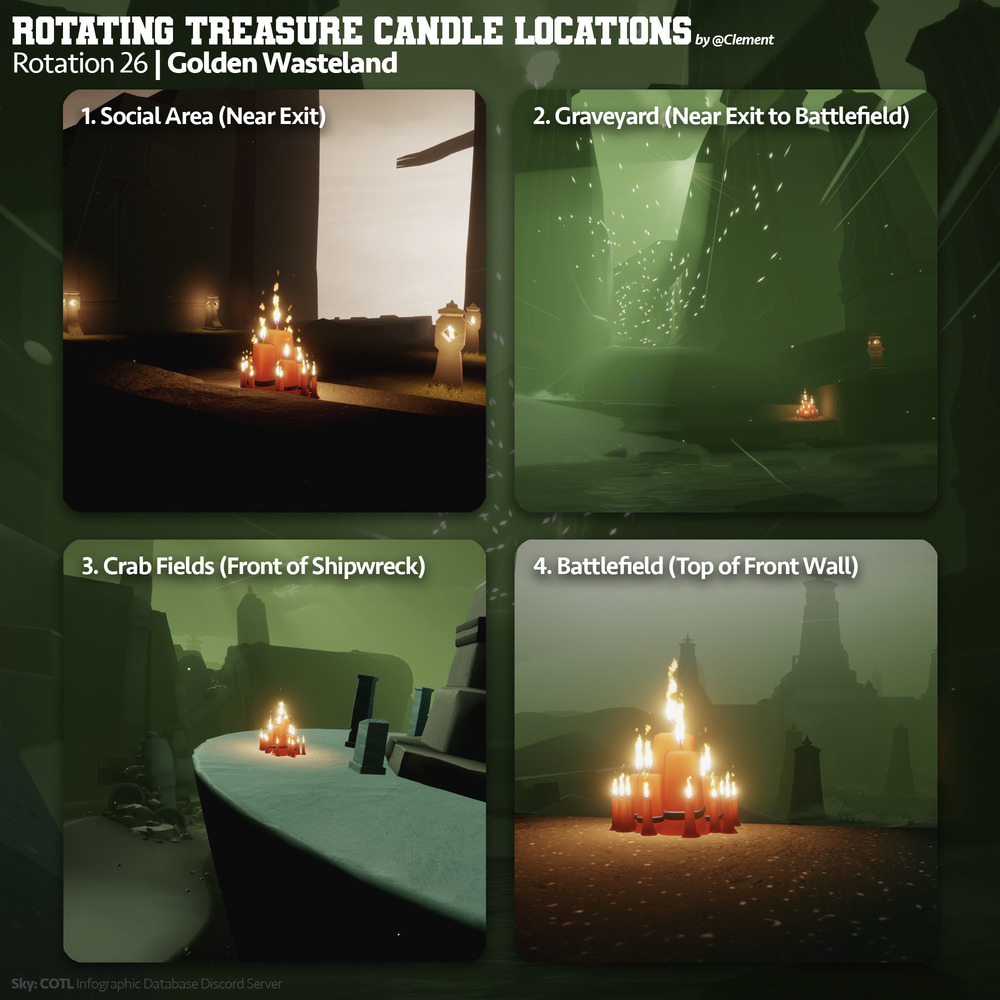 ROTATING TREASURE CANDLE LOCATIONS by @Clement
Rotation 26 | Golden Wasteland
1. Social Area (Near Exit)
2. Graveyard (Near Exit to Battlefield)
3. Crab Fields (Front of Shipwreck)
4. Battlefield (Top of Front Wall)
Sky: COTL Infographic Database Discord Server